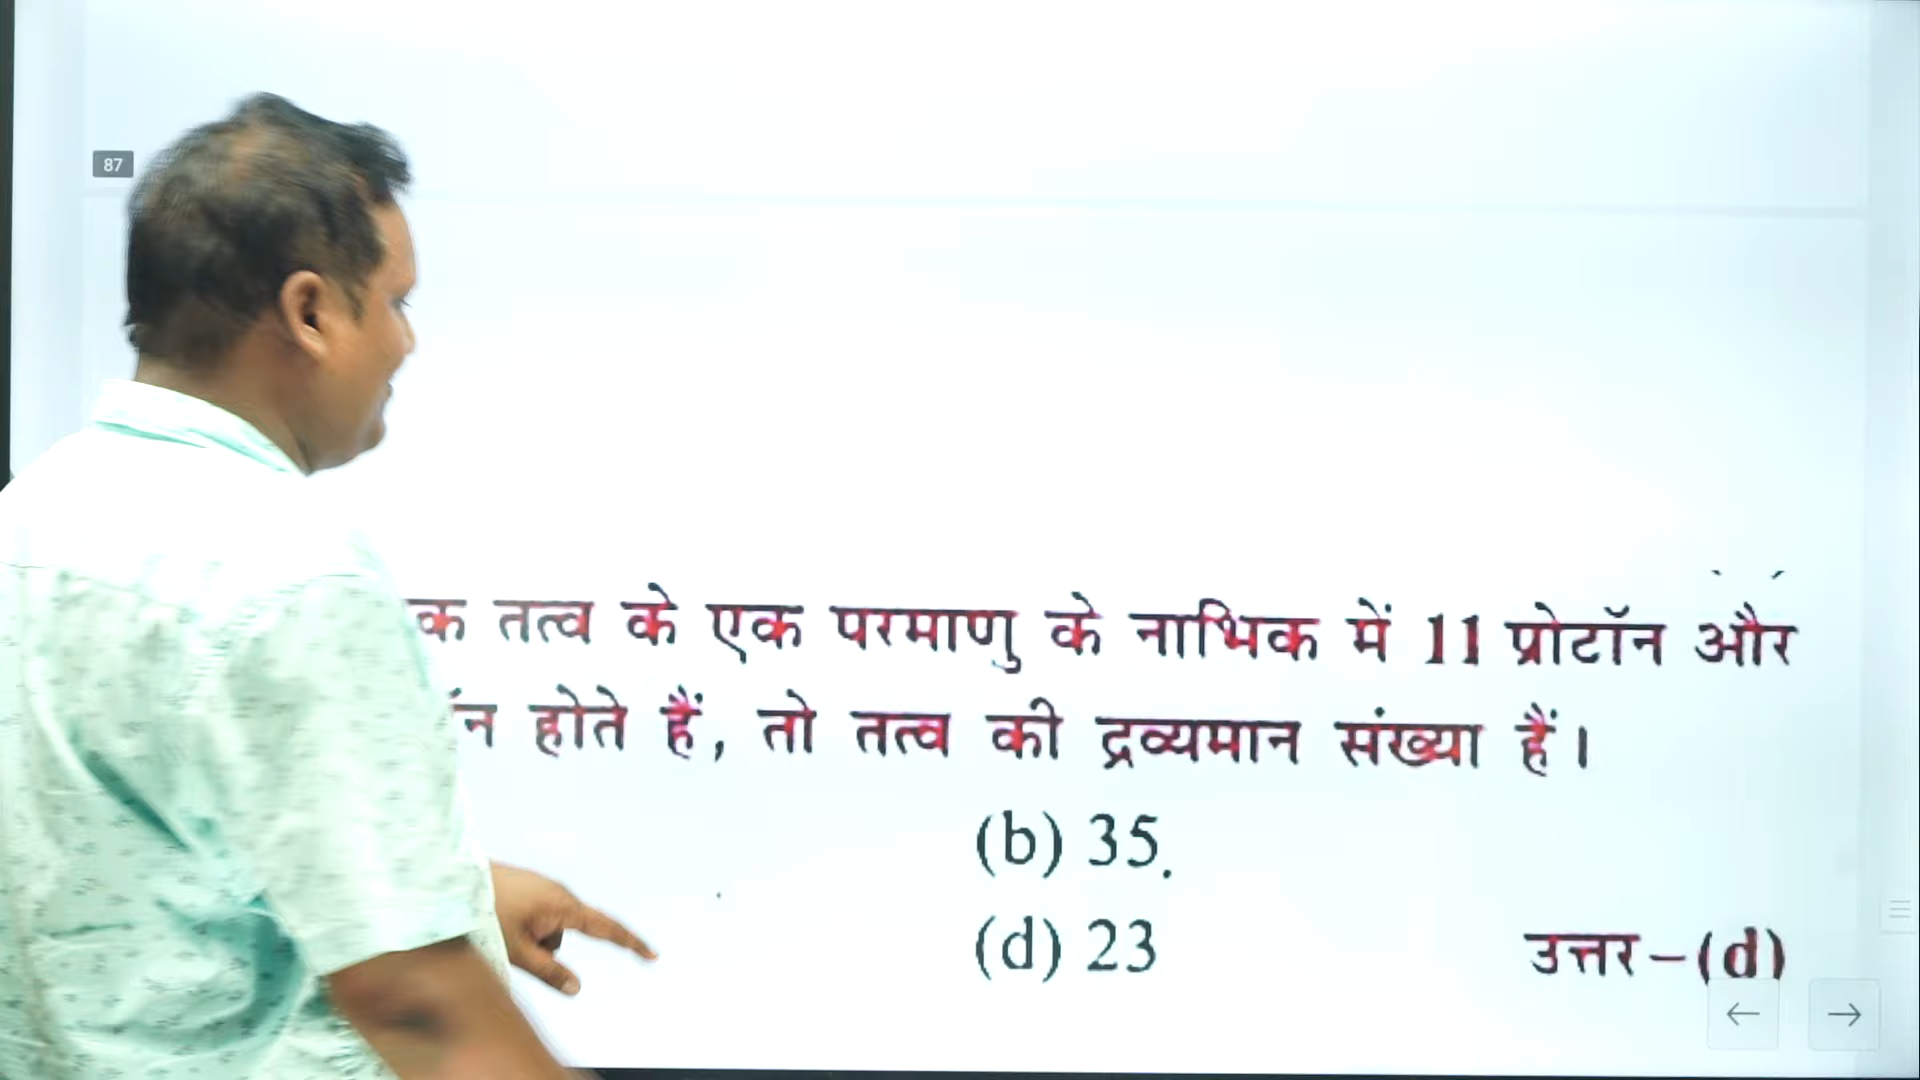 87
तत्व के एक परमाणु के नाभिक में 11 प्रोटॉन और
होते हैं, तो तत्व की द्रव्यमान संख्या हैं।
(b) 35.
(d) 23
उत्तर–(d)